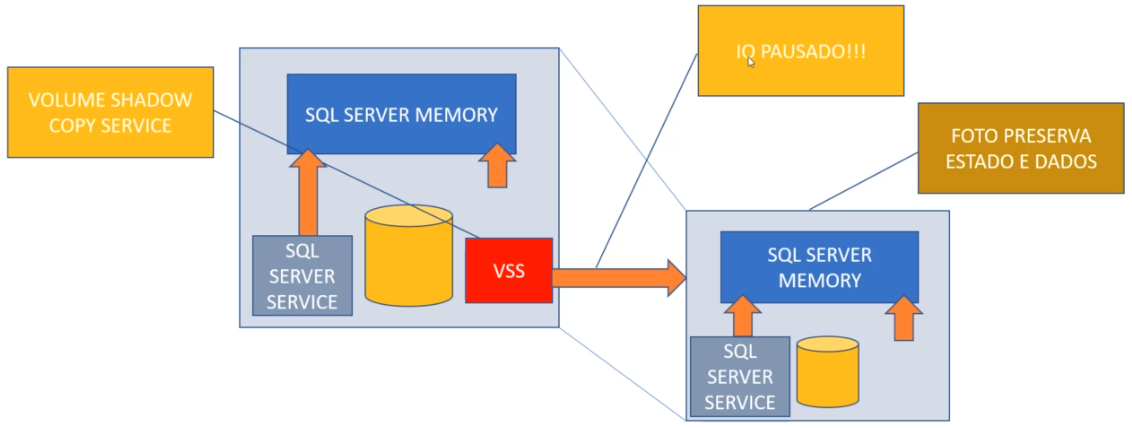 VOLUME SHADOW
COPY SERVICE
SQL SERVER MEMORY
SQL
SERVER
SERVICE
VSS
IO PAUSADO!!!
FOTO PRESERVA
ESTADO E DADOS
SQL SERVER
MEMORY
SQL
SERVER
SERVICE